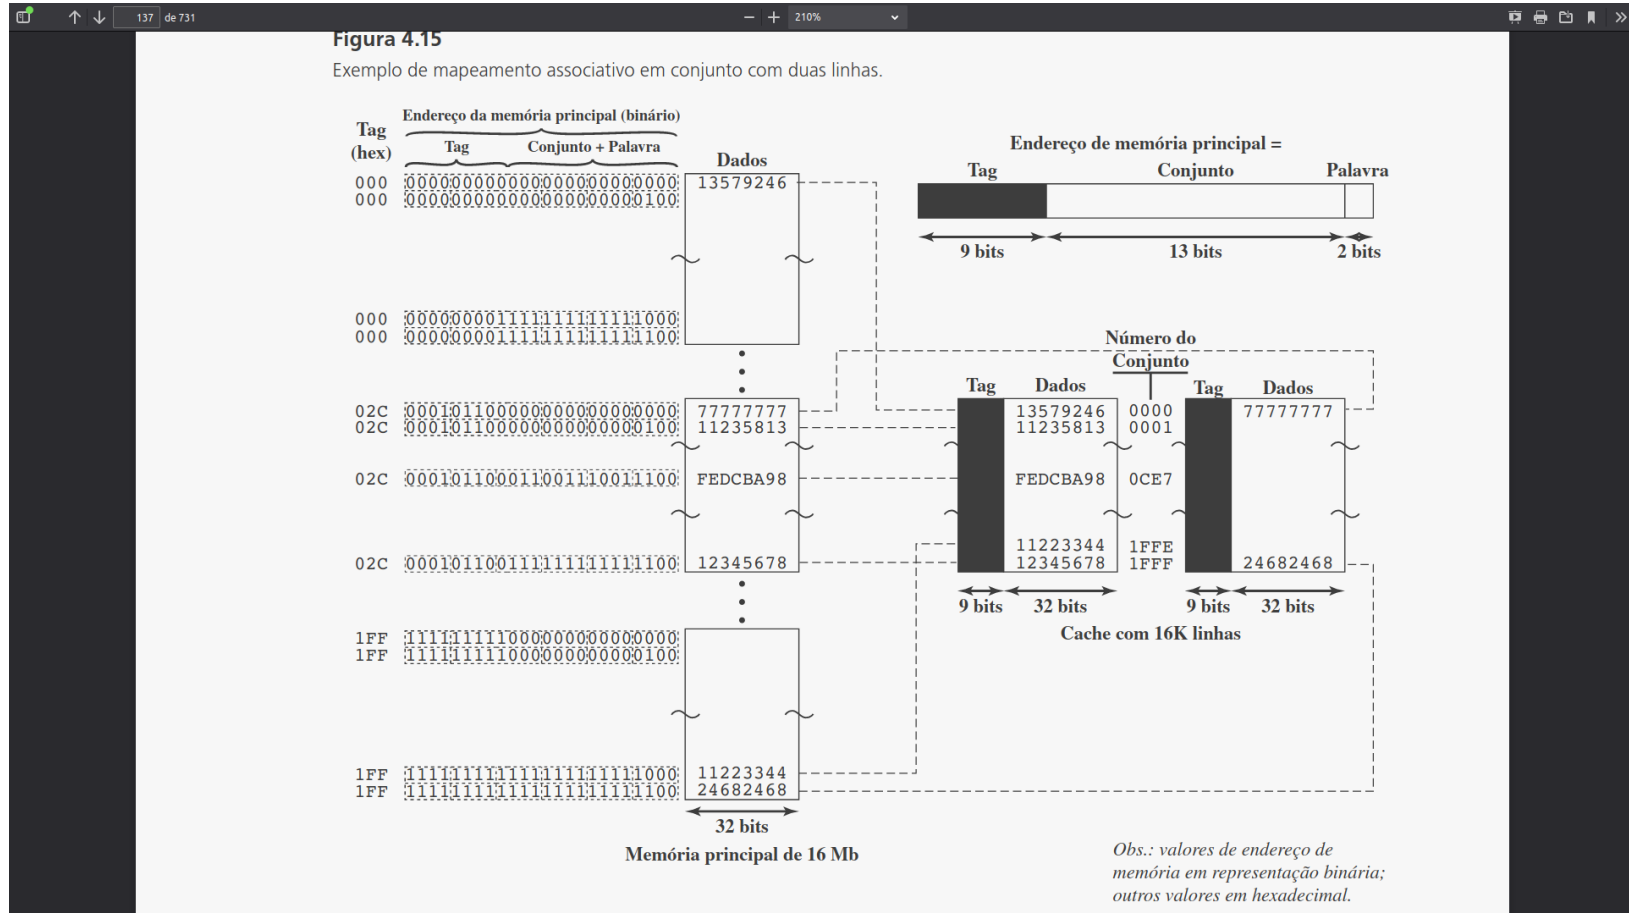 137 de 731
210%
Figura 4.15
Exemplo de mapeamento associativo em conjunto com duas linhas.
Endereço da memória principal (binário)
Tag
(hex)
Tag
Conjunto + Palavra
Dados
000 000000000000000000000000 13579246
000 000000000000000000000100
000 000000001111111111111000
000 000000001111111111111100
02C 000101100000000000000000 77777777
02C 000101100000000000000100 11235813
02C 000101100011001110011100 FEDCBA98
02C 000101100111111111111100 12345678
1FF 111111111000000000000000
1FF 111111111000000000000100
1FF 111111111111111111111000 11223344
1FF 111111111111111111111100 24682468
32 bits
Memória principal de 16 Mb
Endereço de memória principal =
Tag Conjunto Palavra
9 bits 13 bits 2 bits
Número do
Conjunto
Tag Dados Tag Dados
13579246 0000 77777777
11235813 0001
FEDCBA98 0CE7
11223344 1FFE
12345678 1FFF 24682468
9 bits 32 bits 9 bits 32 bits
Cache com 16K linhas
Obs.: valores de endereço de
memória em representação binária;
outros valores em hexadecimal.